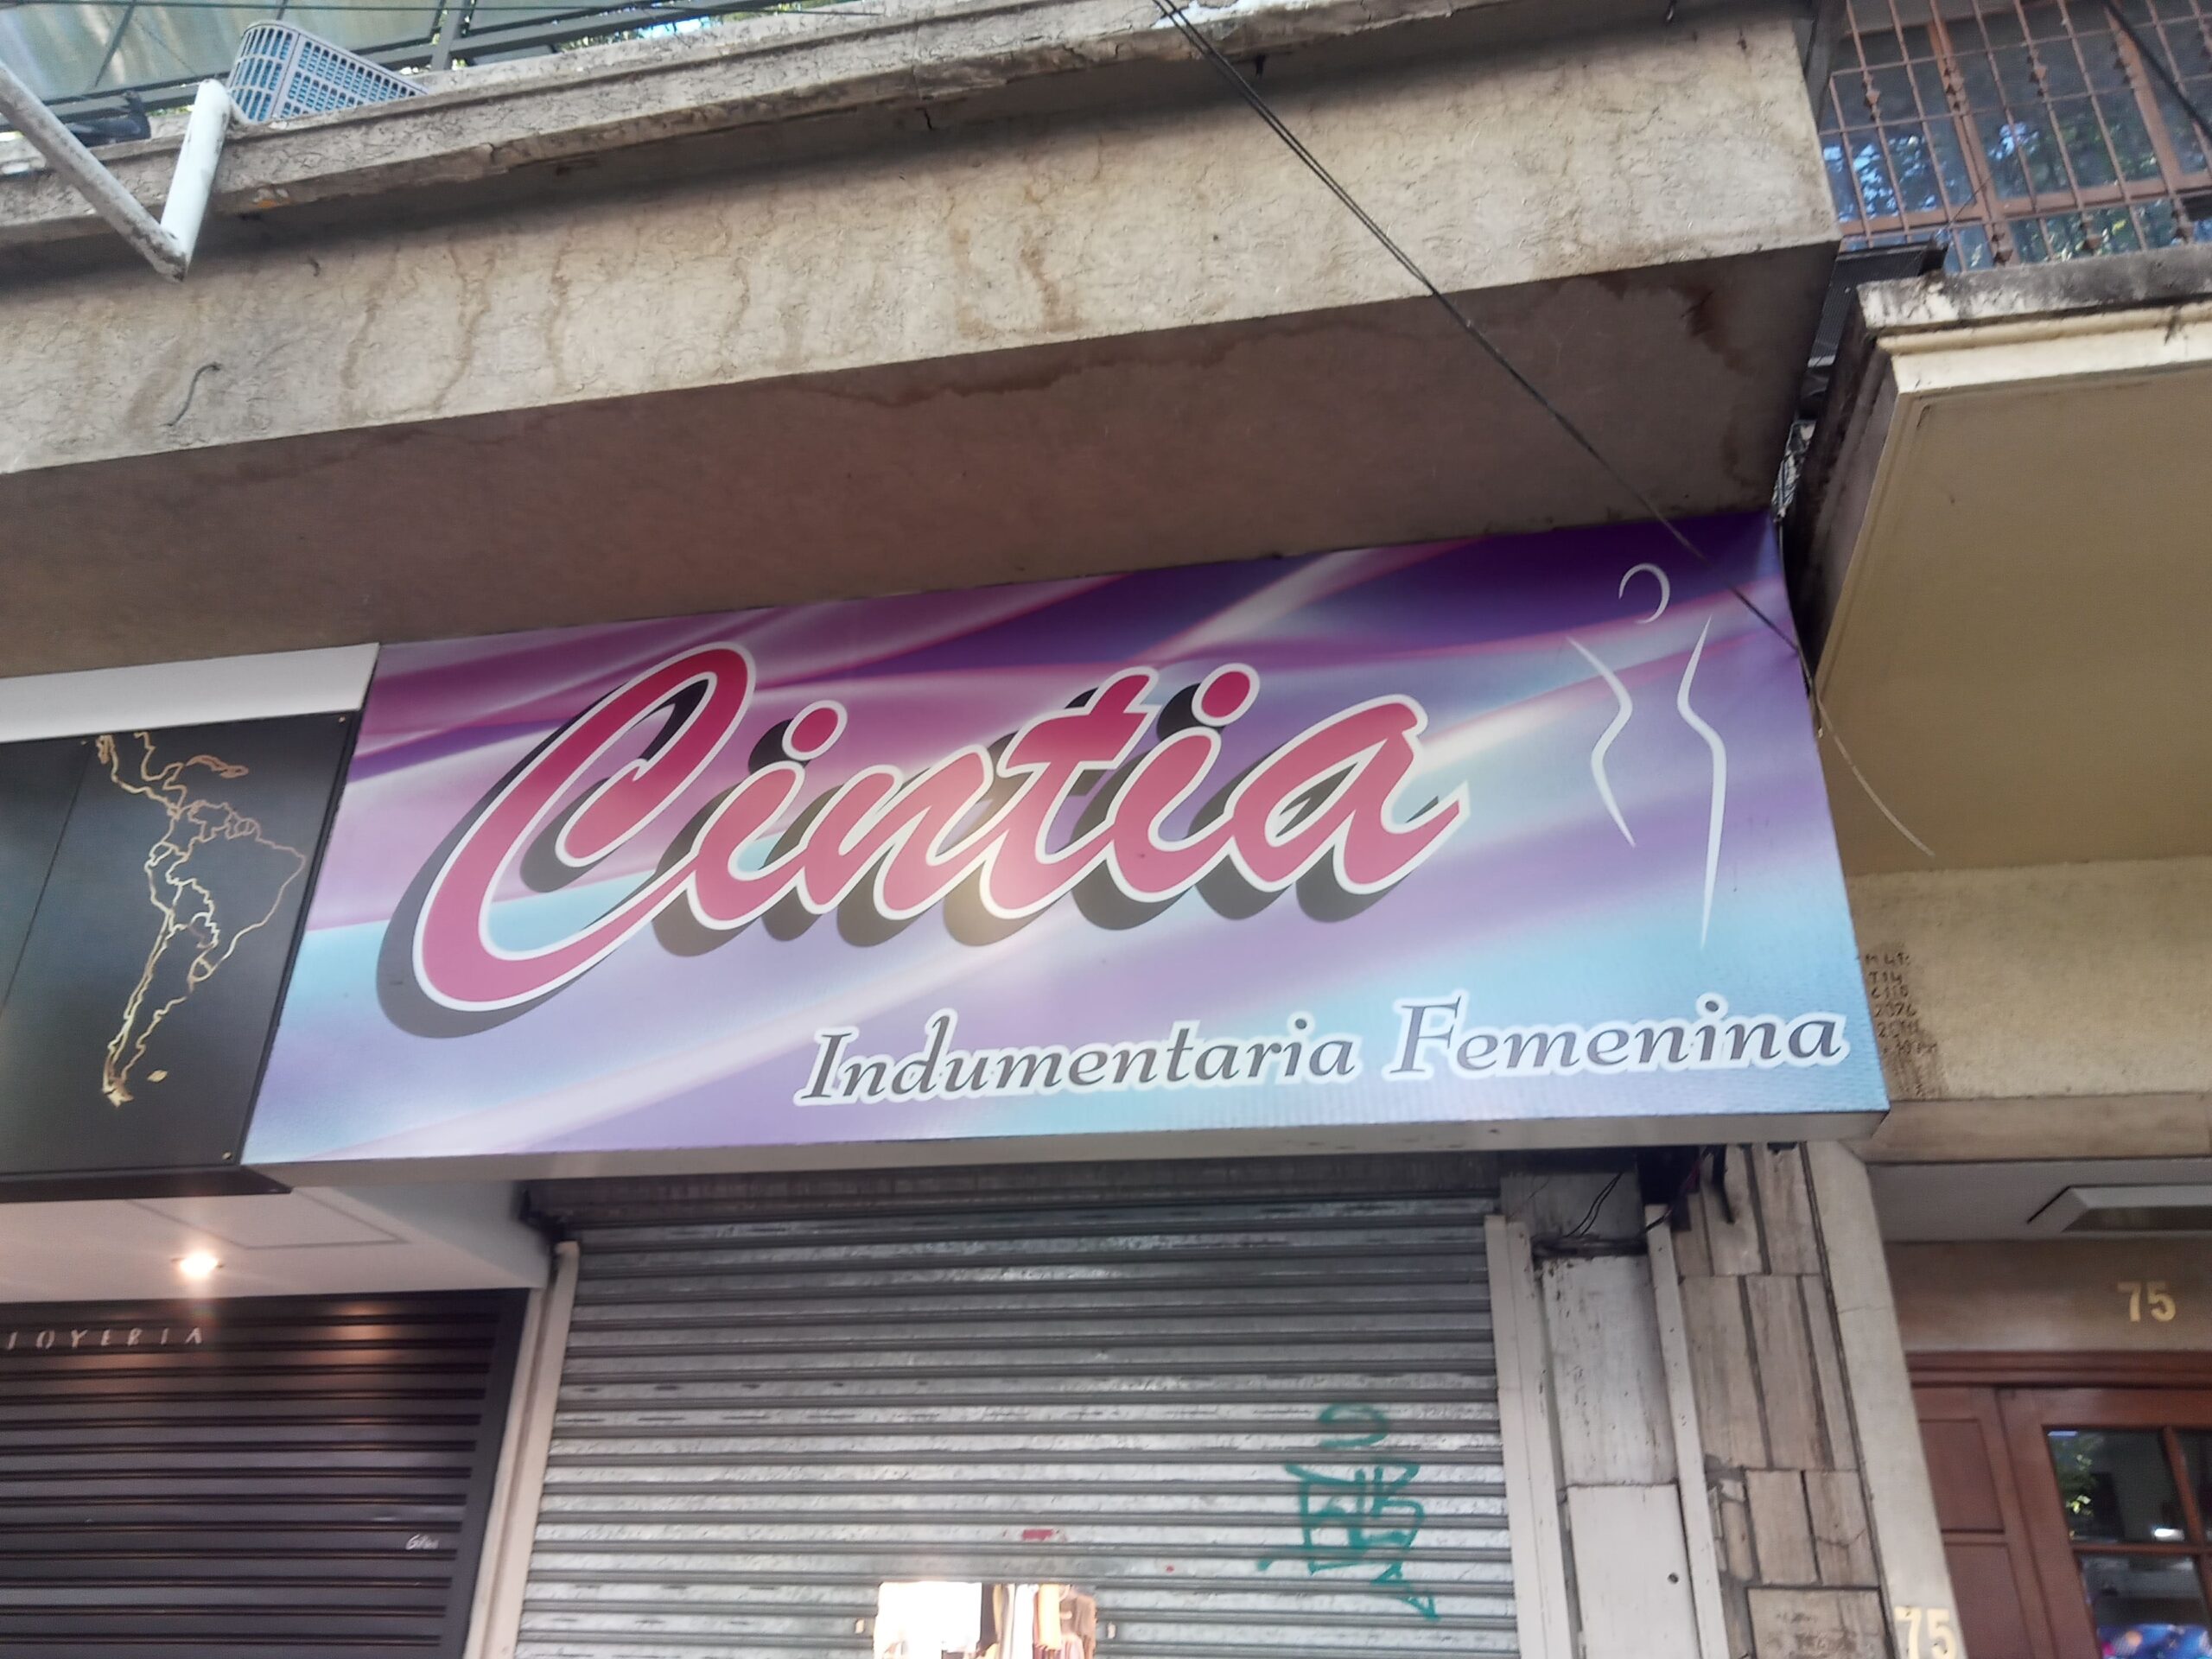 Cintia
Indumentaria Femenina
JOYERIA
75
75